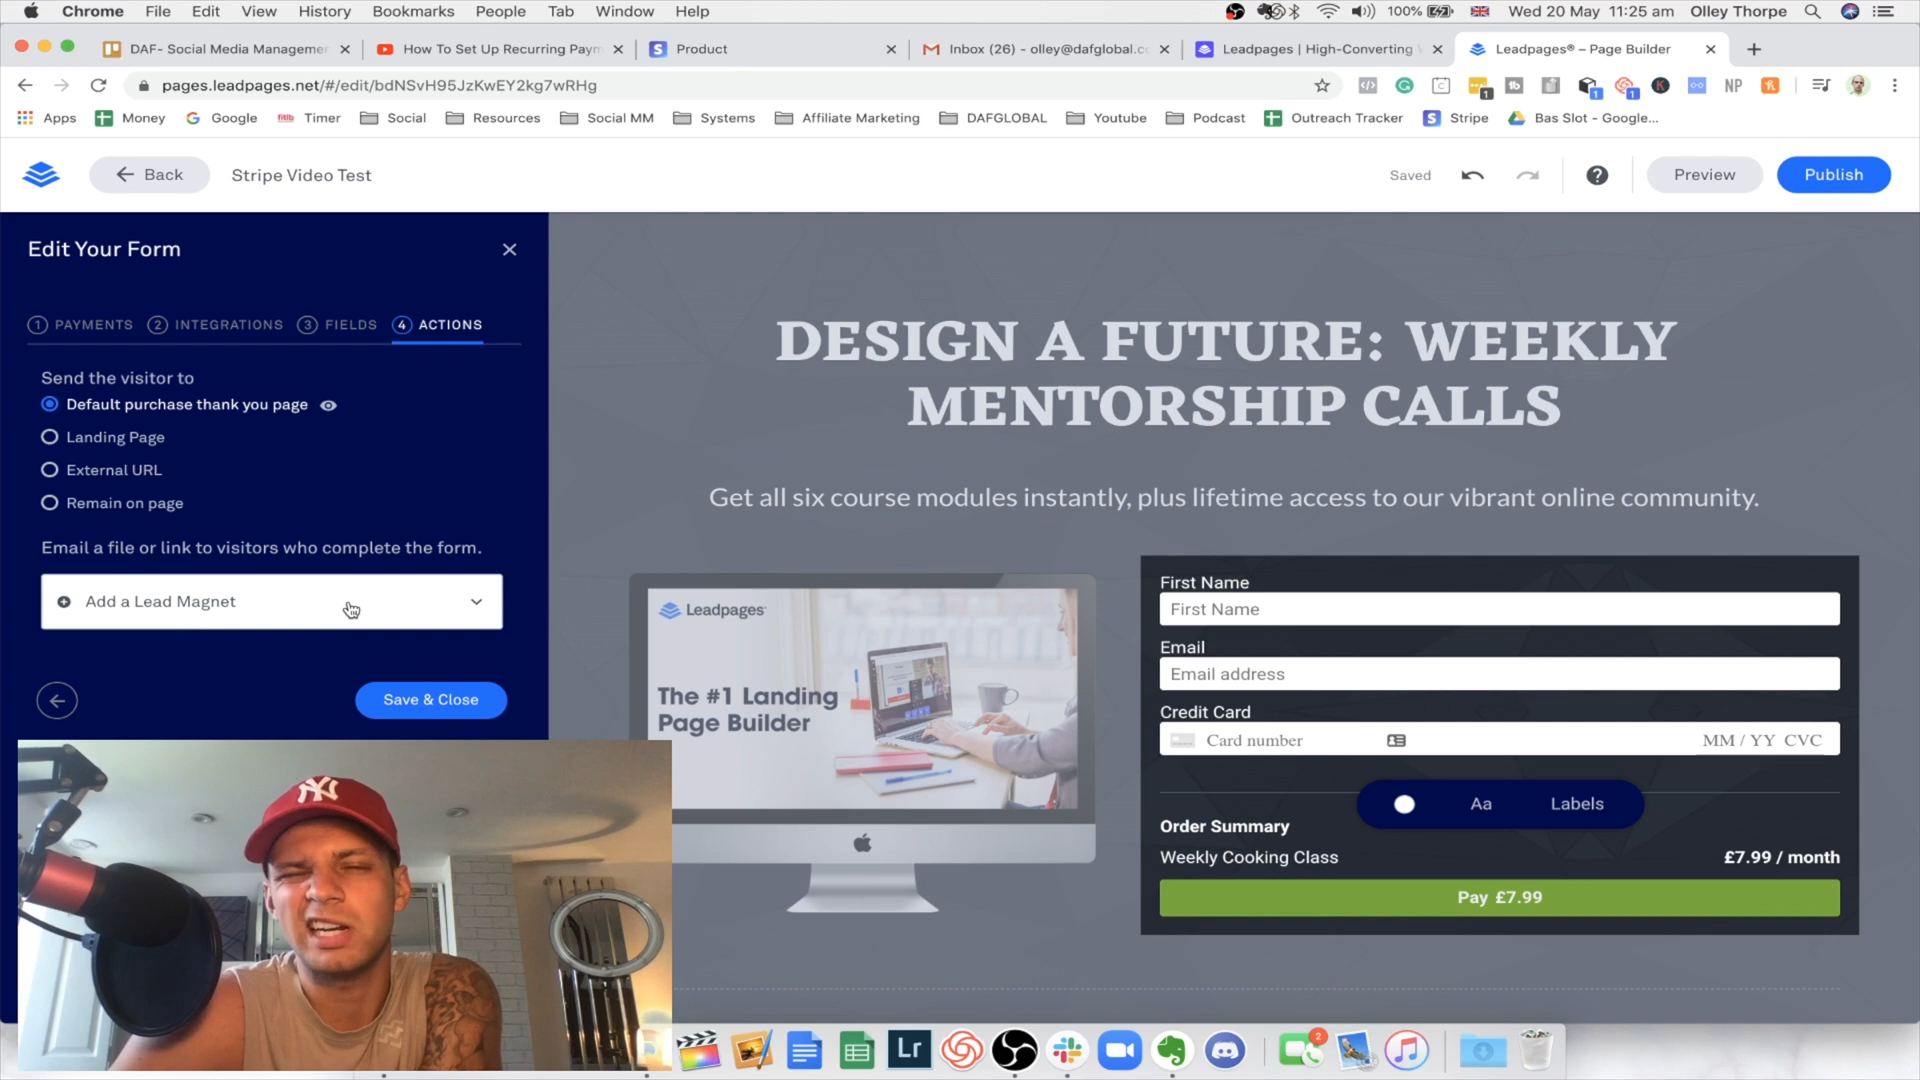 Chrome File Edit View History Bookmarks People Tab Window Help 100% Wed 20 May 11:25 am Olley Thorpe
DAF- Social Media Managemen How To Set Up Recurring Paym Product Inbox (26) - olley@dafglobal.c Leadpages | High-Converting Leadpages® – Page Builder
pages.leadpages.net/#/edit/bdNSvH95JzKwEY2kg7wRHg
Apps Money Google Timer Social Resources Social MM Systems Affiliate Marketing DAFGLOBAL Youtube Podcast Outreach Tracker Stripe Bas Slot - Google...
Back Stripe Video Test Saved Preview Publish
Edit Your Form
1 PAYMENTS 2 INTEGRATIONS 3 FIELDS 4 ACTIONS
Send the visitor to
Default purchase thank you page
Landing Page
External URL
Remain on page
Email a file or link to visitors who complete the form.
Add a Lead Magnet
Save & Close
DESIGN A FUTURE: WEEKLY
MENTORSHIP CALLS
Get all six course modules instantly, plus lifetime access to our vibrant online community.
Leadpages
The #1 Landing
Page Builder
First Name
First Name
Email
Email address
Credit Card
Card number MM / YY CVC
Aa Labels
Order Summary
Weekly Cooking Class £7.99 / month
Pay £7.99
NY
Lr
2